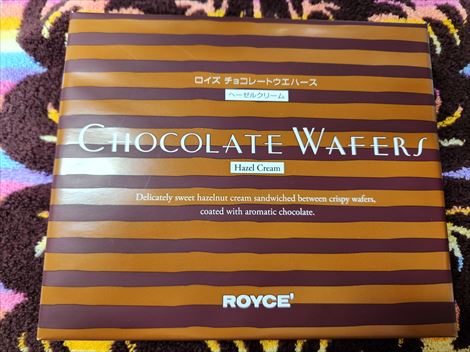 ロイズ チョコレートウエハース
ヘーゼルクリーム
CHOCOLATE WAFERS
Hazel Cream
Delicately sweet hazelnut cream sandwiched between crispy wafers,
coated with aromatic chocolate.
ROYCE'